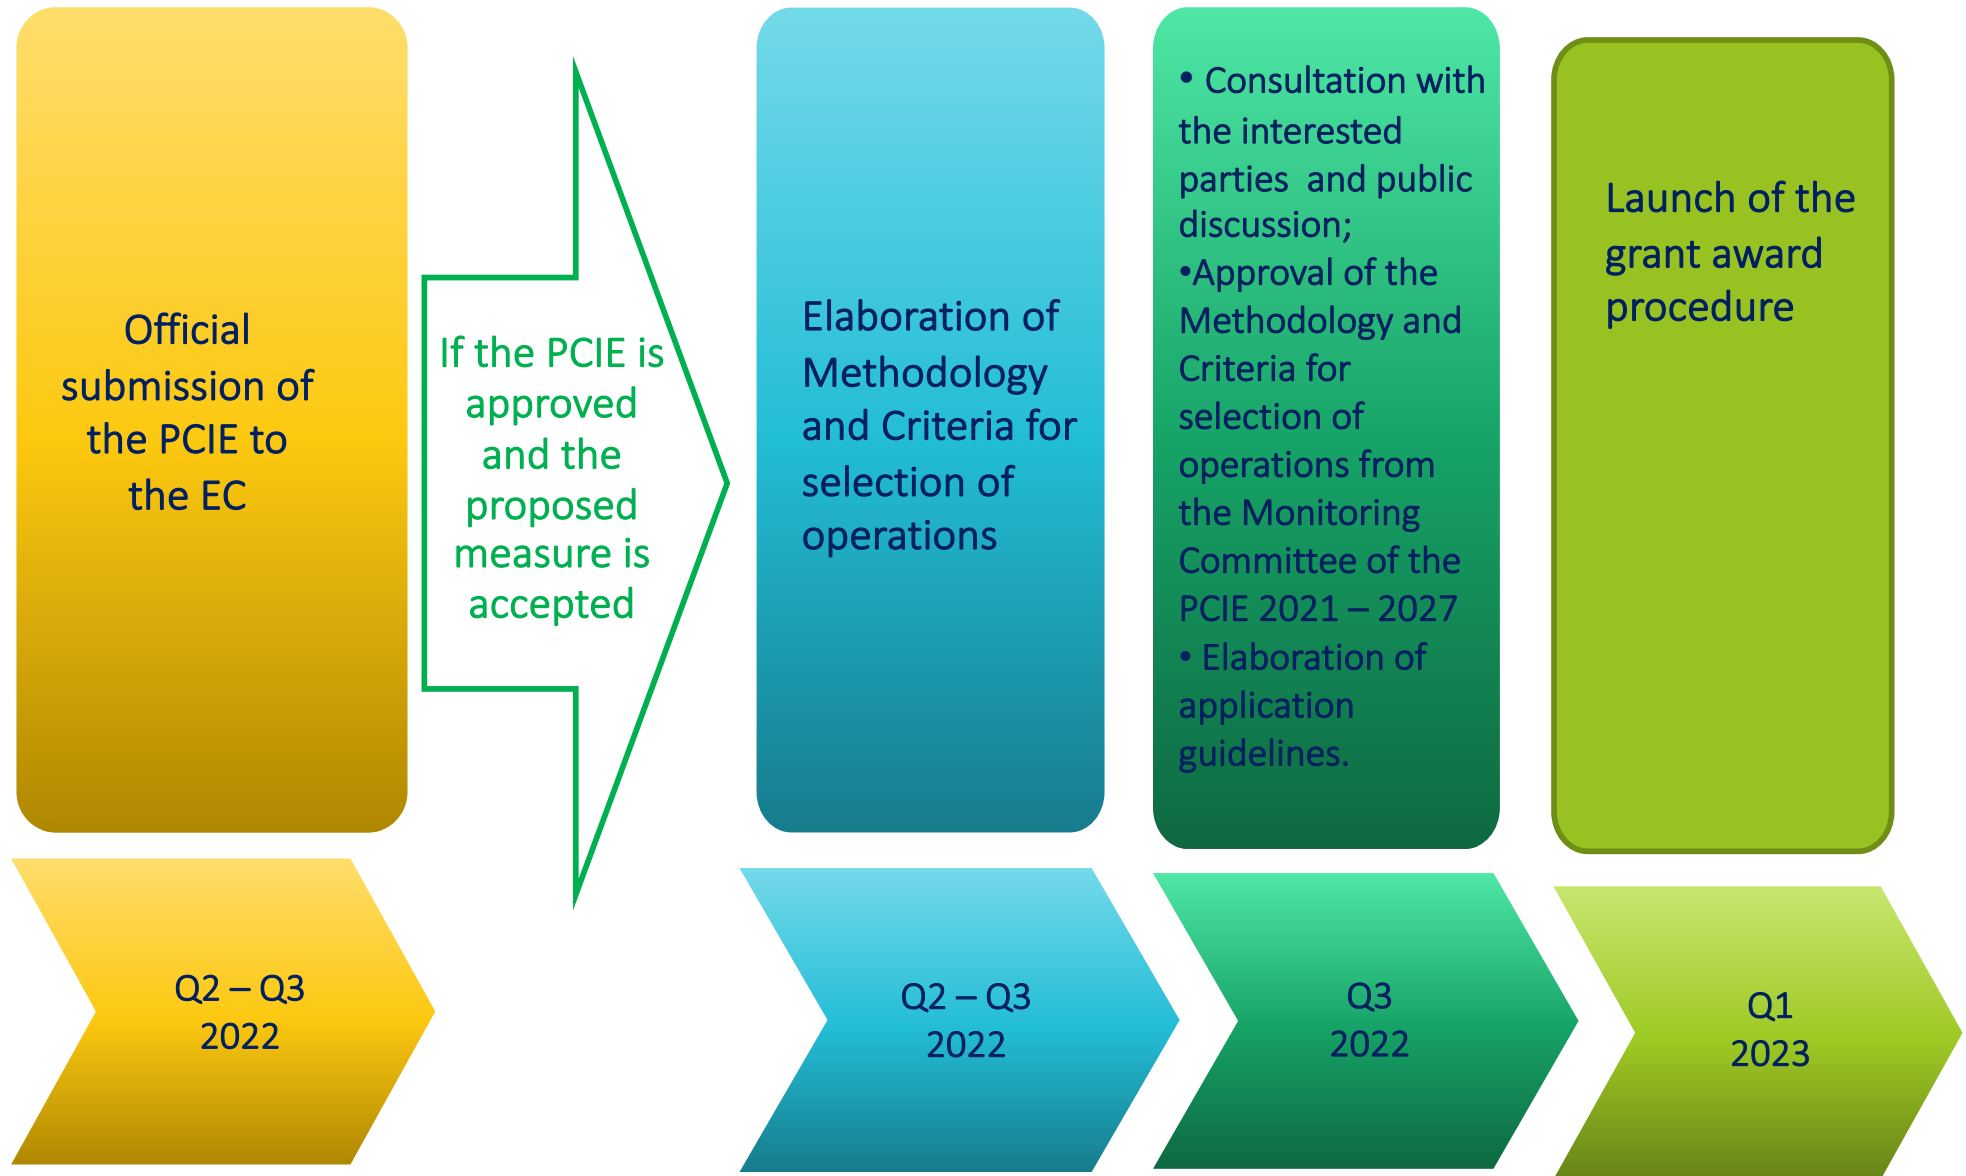 Official
submission of
the PCIE to
the EC
If the PCIE is
approved
and the
proposed
measure is
accepted
Elaboration of
Methodology
and Criteria for
selection of
operations
• Consultation with
the interested
parties  and public
discussion;
•Approval of the
Methodology and
Criteria for
selection of
operations from
the Monitoring
Committee of the
PCIE 2021 – 2027
• Elaboration of
application
guidelines.
Launch of the
grant award
procedure
Q2 – Q3
2022
Q2 – Q3
2022
Q3
2022
Q1
2023